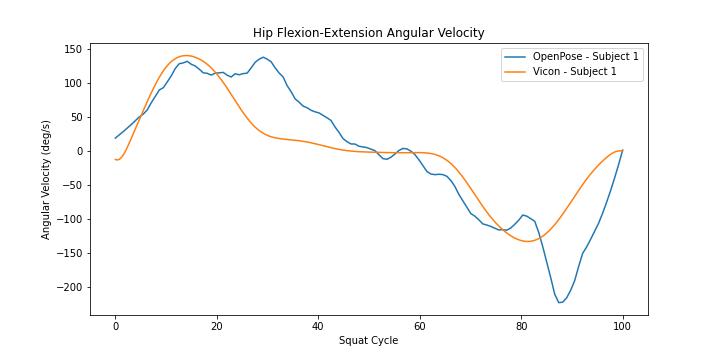 Hip Flexion-Extension Angular Velocity
OpenPose - Subject 1
Vicon - Subject 1
Angular Velocity (deg/s)
150
100
50
0
−50
−100
−150
−200
0 20 40 60 80 100
Squat Cycle